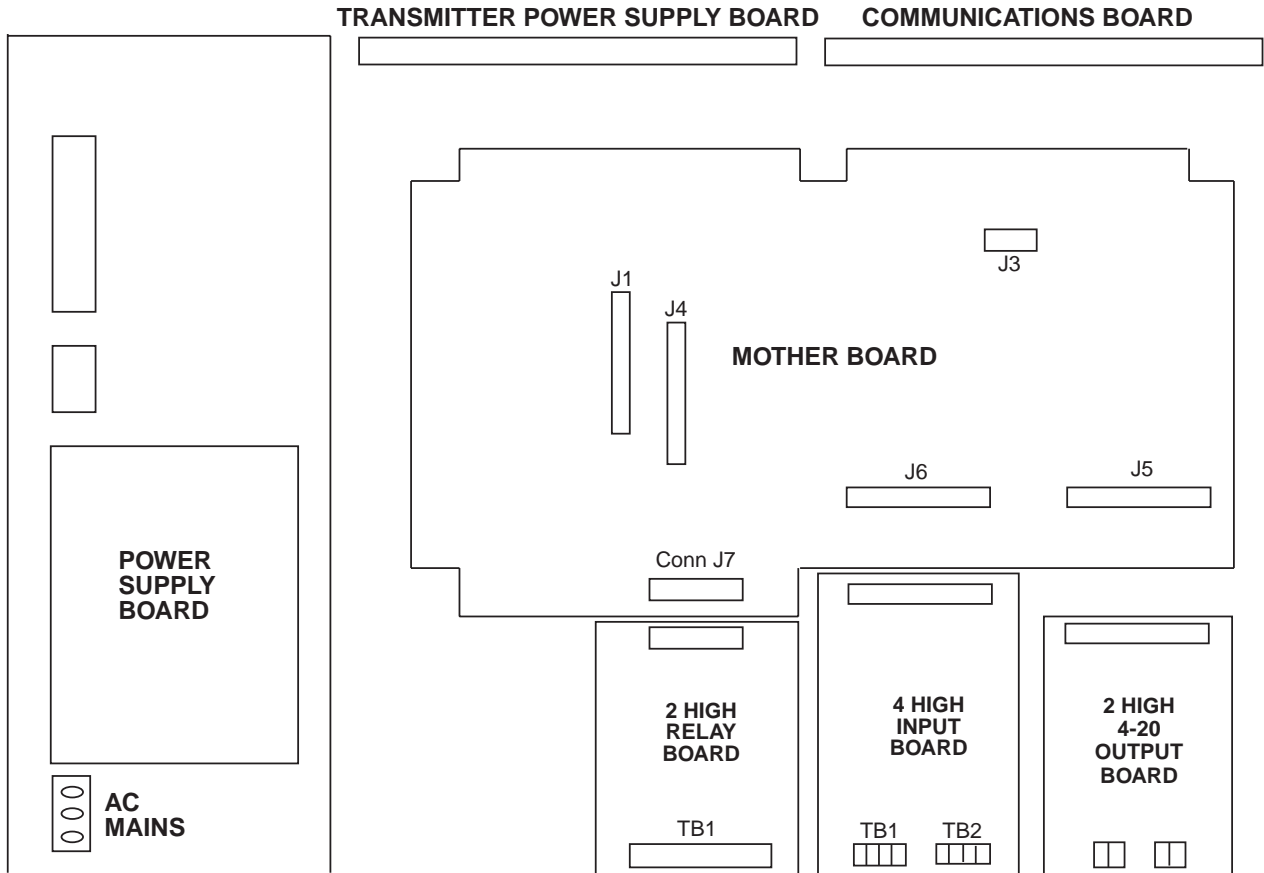 TRANSMITTER POWER SUPPLY BOARD
COMMUNICATIONS BOARD
J3
J1
J4
MOTHER BOARD
J6
J5
Conn J7
POWER
SUPPLY
BOARD
2 HIGH
RELAY
BOARD
4 HIGH
INPUT
BOARD
2 HIGH
4-20
OUTPUT
BOARD
AC
MAINS
TB1
TB1
TB2